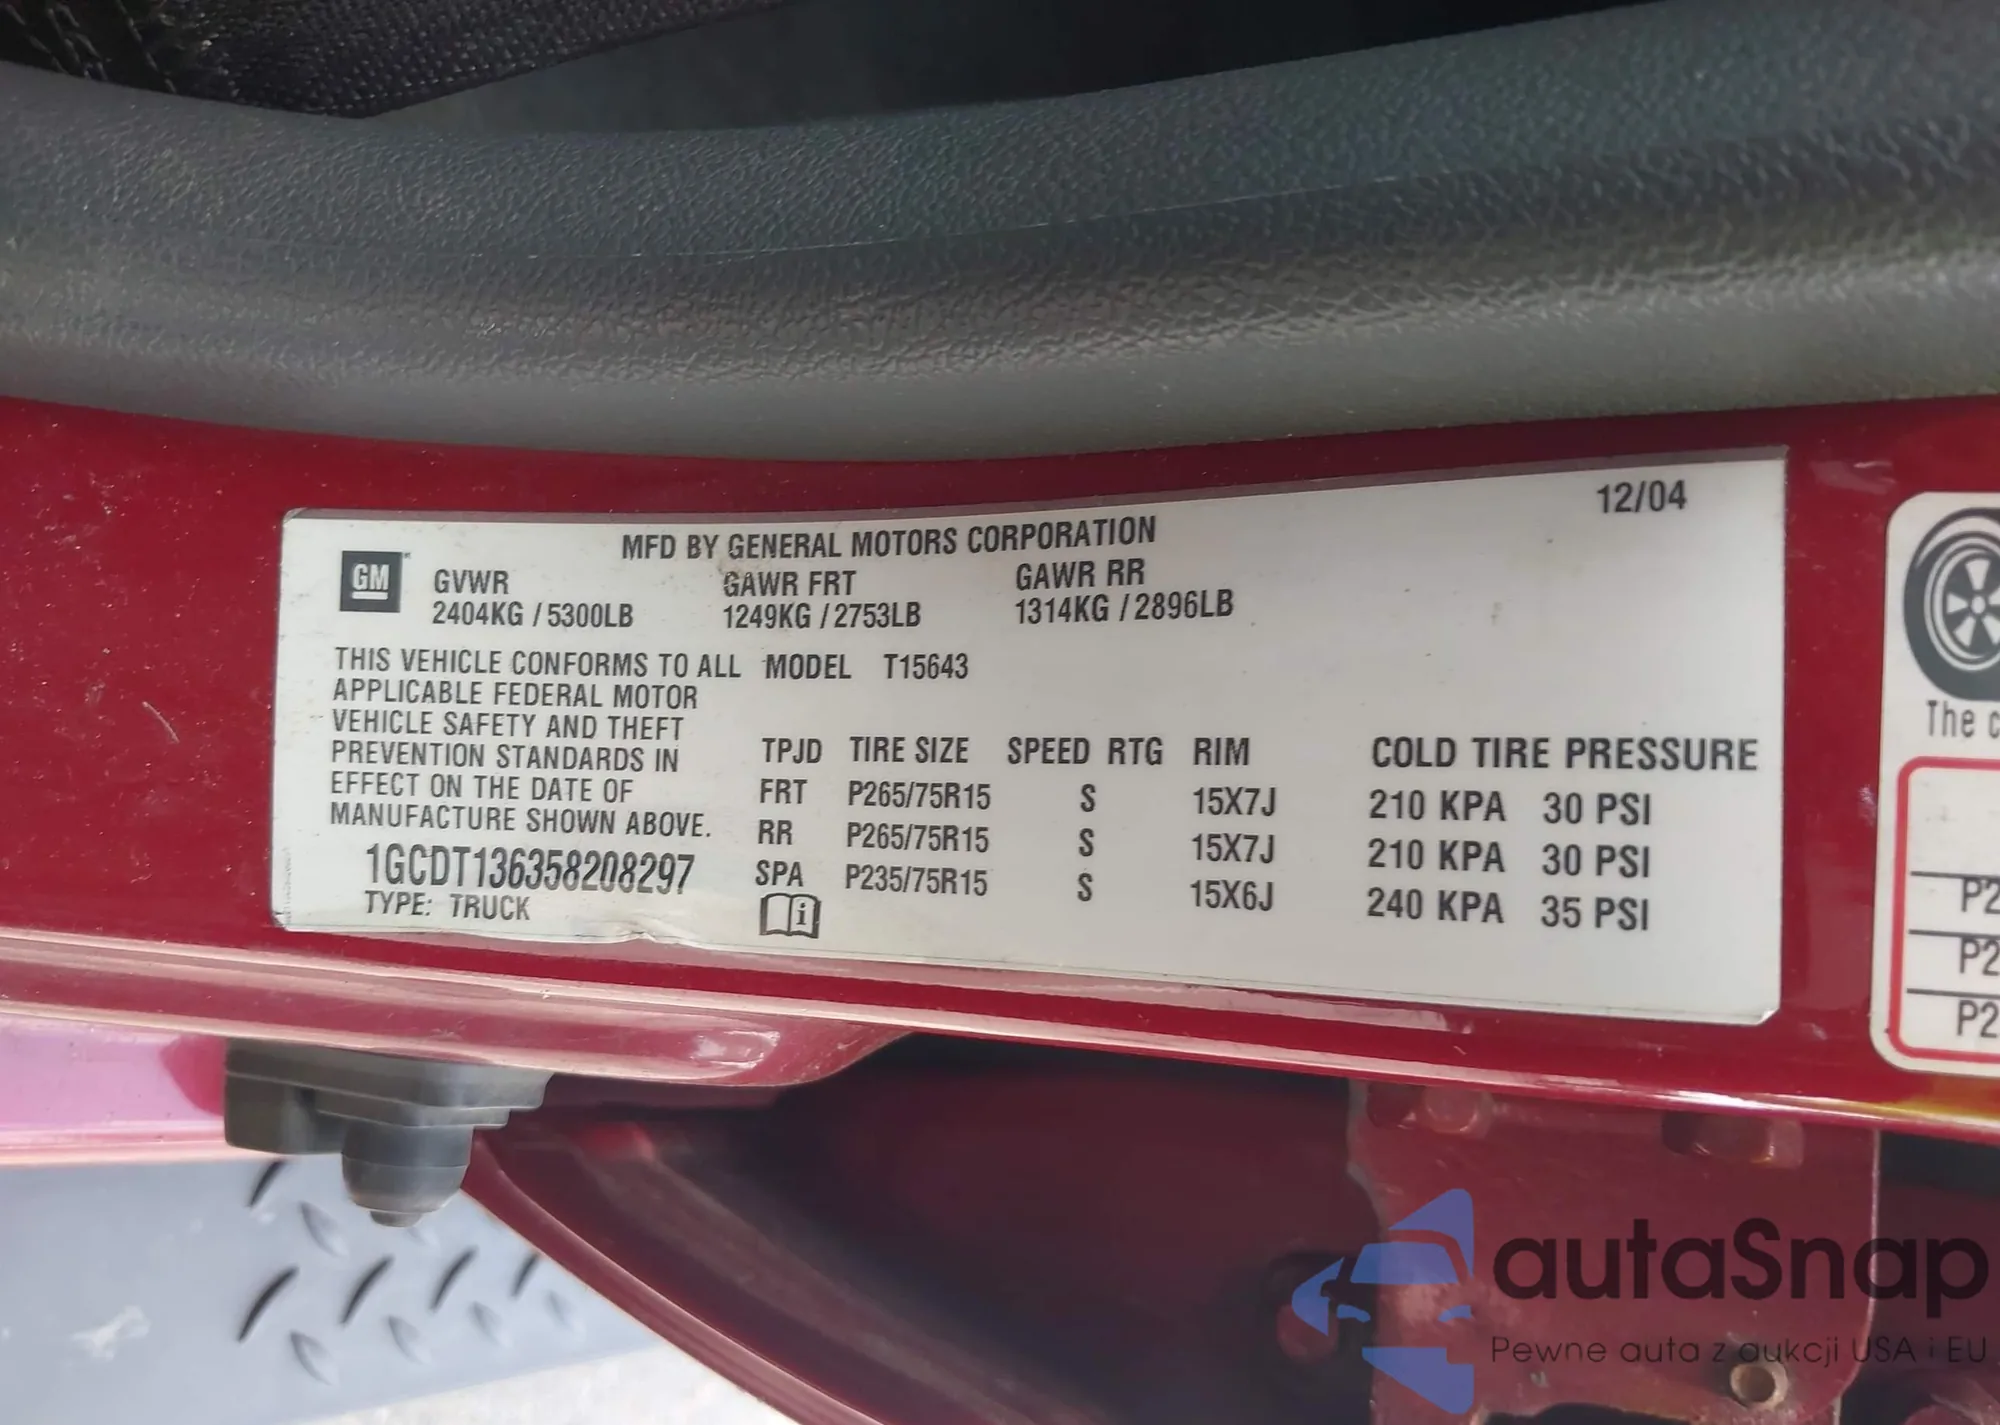 12/04
MFD BY GENERAL MOTORS CORPORATION
GM
GVWR GAWR FRT GAWR RR
2404KG / 5300LB 1249KG / 2753LB 1314KG / 2896LB
THIS VEHICLE CONFORMS TO ALL
APPLICABLE FEDERAL MOTOR
VEHICLE SAFETY AND THEFT
PREVENTION STANDARDS IN
EFFECT ON THE DATE OF
MANUFACTURE SHOWN ABOVE.
1GCDT136358208297
TYPE: TRUCK
MODEL T15643
TPJD TIRE SIZE SPEED RTG RIM COLD TIRE PRESSURE
FRT P265/75R15 S 15X7J 210 KPA 30 PSI
RR P265/75R15 S 15X7J 210 KPA 30 PSI
SPA P235/75R15 S 15X6J 240 KPA 35 PSI
i
The c
P2
P2
P2
autaSnap
Pewne auta z aukcji USA i EU